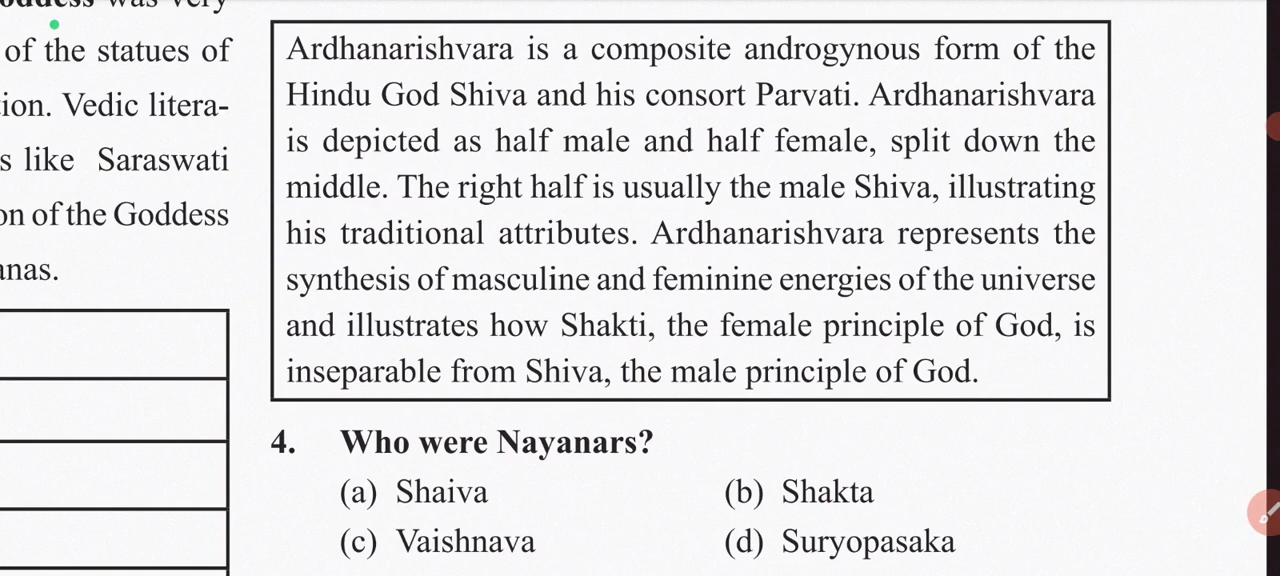 was very
of the statues of
tion. Vedic litera-
s like Saraswati
on of the Goddess
anas.
Ardhanarishvara is a composite androgynous form of the
Hindu God Shiva and his consort Parvati. Ardhanarishvara
is depicted as half male and half female, split down the
middle. The right half is usually the male Shiva, illustrating
his traditional attributes. Ardhanarishvara represents the
synthesis of masculine and feminine energies of the universe
and illustrates how Shakti, the female principle of God, is
inseparable from Shiva, the male principle of God.
4. Who were Nayanars?
(a) Shaiva (b) Shakta
(c) Vaishnava (d) Suryopasaka